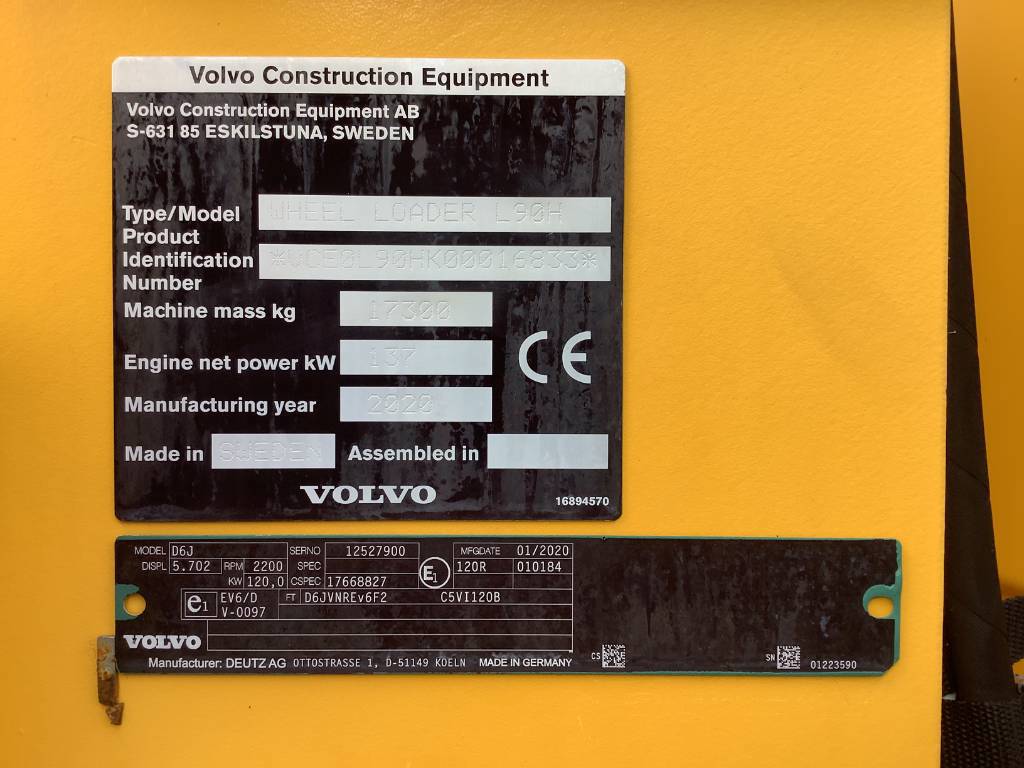 Volvo Construction Equipment
Volvo Construction Equipment AB
S-631 85 ESKILSTUNA, SWEDEN
Type/Model WHEEL LOADER L90H
Product
Identification *VCE0L90HK00016833*
Number
Machine mass kg 17300
Engine net power kW 137
Manufacturing year 2020
Made in SWEDEN Assembled in
VOLVO
16894570
MODEL D6J SERNO 12527900 MFGDATE 01/2020
DISPL 5.702 RPM 2200 SPEC E1 120R 010184
KW 120,0 CSPEC 17668827
e1 EV6/D FT D6JVNREv6F2 C5VI120B
V-0097
VOLVO
Manufacturer: DEUTZ AG OTTOSTRASSE 1, D-51149 KOELN MADE IN GERMANY
CS
SN
01223590